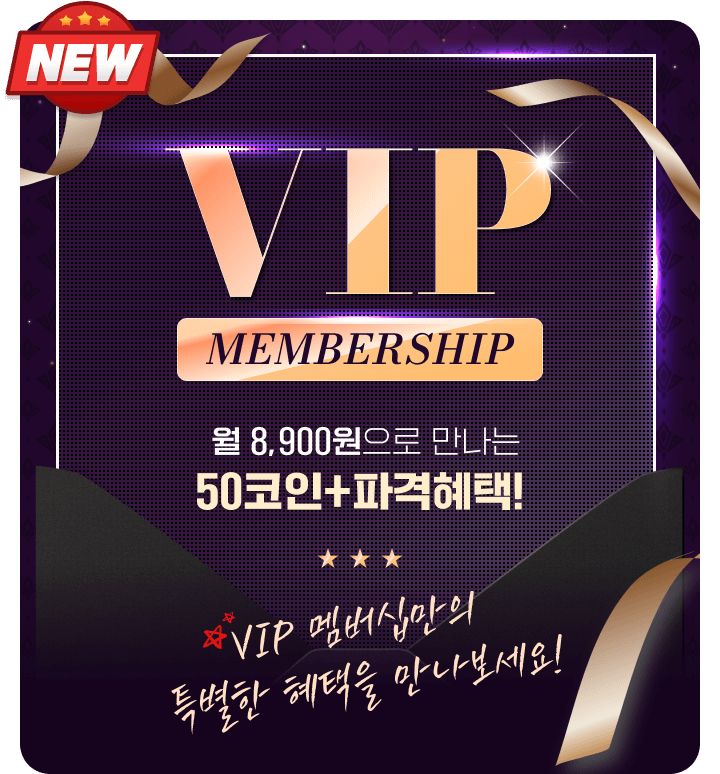 NEW
VIP
MEMBERSHIP
월 8,900원으로 만나는
50코인+파격혜택!
VIP 멤버십만의
특별한 혜택을 만나보세요!